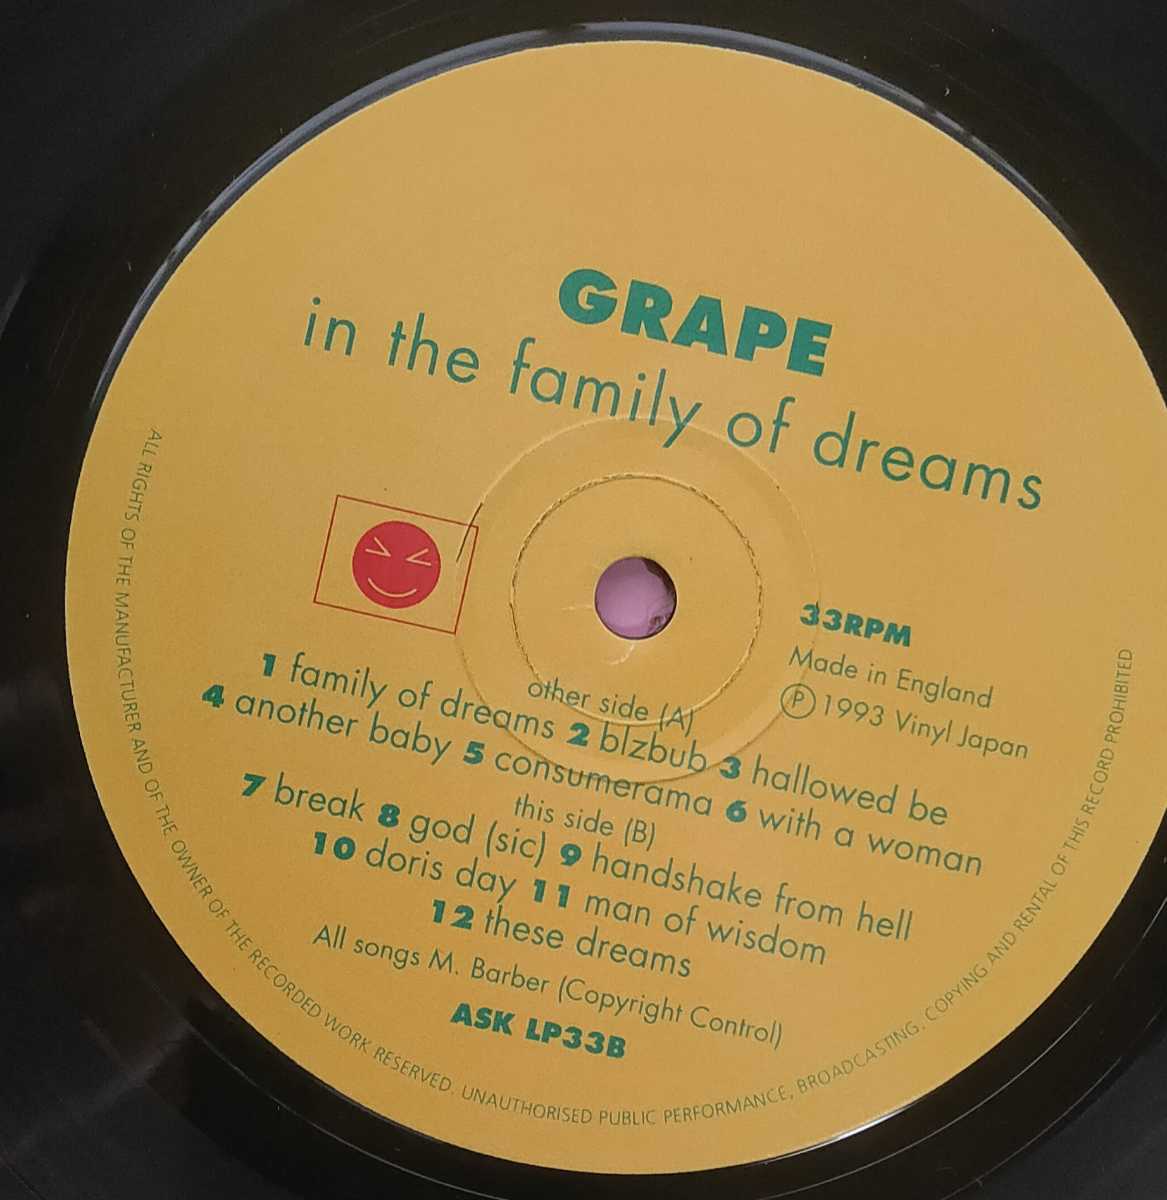 GRAPE
in the family of dreams
33RPM
Made in England
Ⓟ1993 Vinyl Japan
other side (A)
1 family of dreams 2 blzbub 3 hallowed be
4 another baby 5 consumerama 6 with a woman
this side (B)
7 break 8 god (sic) 9 handshake from hell
10 doris day 11 man of wisdom
12 these dreams
All songs M. Barber (Copyright Control)
ASK LP33B
ALL RIGHTS OF THE MANUFACTURER AND OF THE OWNER OF THE RECORDED WORK RESERVED. UNAUTHORISED PUBLIC PERFORMANCE, BROADCASTING, COPYING AND RENTAL OF THIS RECORD PROHIBITED